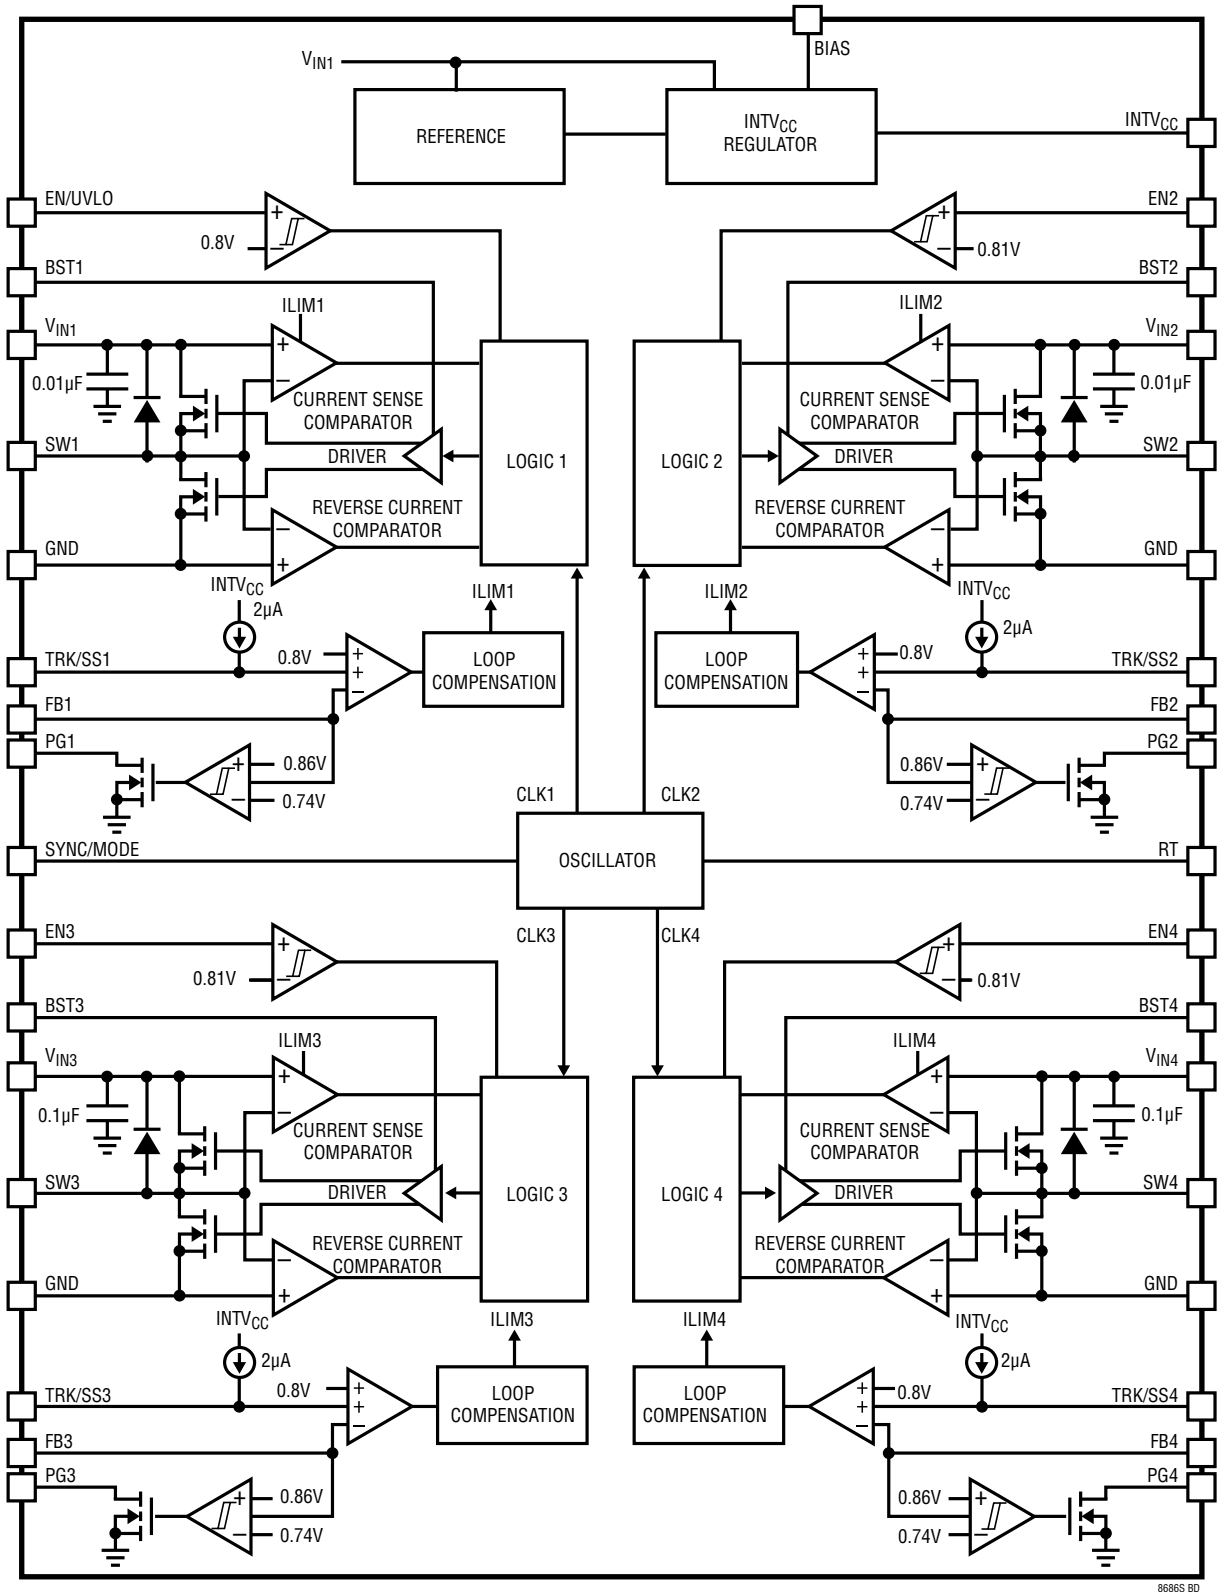 BIAS
VIN1
REFERENCE
INTVCC
REGULATOR
INTVCC
EN/UVLO
+
0.8V
−
EN2
+
−
0.81V
BST1
BST2
ILIM1
ILIM2
VIN1
+
−
0.01µF
CURRENT SENSE
COMPARATOR
VIN2
+
−
0.01µF
CURRENT SENSE
COMPARATOR
SW1
DRIVER
LOGIC 1
LOGIC 2
DRIVER
SW2
REVERSE CURRENT
COMPARATOR
−
+
REVERSE CURRENT
COMPARATOR
−
+
GND
GND
INTVCC
2µA
ILIM1
ILIM2
INTVCC
2µA
TRK/SS1
0.8V
+
+
−
LOOP
COMPENSATION
LOOP
COMPENSATION
+
+
−
0.8V
TRK/SS2
FB1
FB2
PG1
+
−
0.86V
0.74V
PG2
0.86V
0.74V
+
−
CLK1
CLK2
SYNC/MODE
OSCILLATOR
RT
CLK3
CLK4
EN3
+
0.81V
−
EN4
+
−
0.81V
BST3
BST4
ILIM3
ILIM4
VIN3
+
−
0.1µF
CURRENT SENSE
COMPARATOR
VIN4
+
−
0.1µF
CURRENT SENSE
COMPARATOR
SW3
DRIVER
LOGIC 3
LOGIC 4
DRIVER
SW4
REVERSE CURRENT
COMPARATOR
−
+
REVERSE CURRENT
COMPARATOR
−
+
GND
GND
INTVCC
2µA
ILIM3
ILIM4
INTVCC
2µA
TRK/SS3
0.8V
+
+
−
LOOP
COMPENSATION
LOOP
COMPENSATION
+
+
−
0.8V
TRK/SS4
FB3
FB4
PG3
+
−
0.86V
0.74V
PG4
0.86V
0.74V
+
−
8686S BD